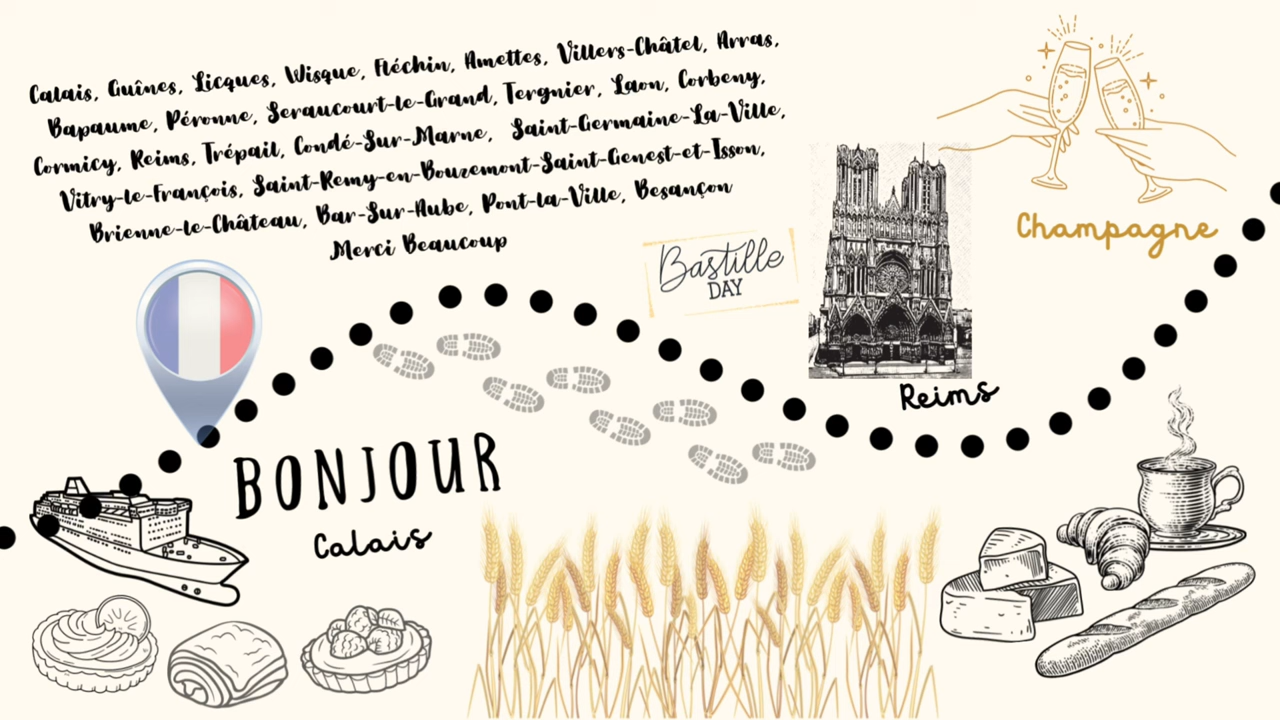 Calais, Guînes, Licques, Wisque, Fléchin, Amettes, Villers-Châtel, Arras,
Bapaume, Péronne, Seraucourt-le-Grand, Tergnier, Laon, Corbeny,
Cormicy, Reims, Trépail, Condé-Sur-Marne, Saint-Germaine-La-Ville,
Vitry-le-François, Saint-Remy-en-Bouzemont-Saint-Genest-et-Isson,
Brienne-le-Château, Bar-Sur-Aube, Pont-la-Ville, Besançon
Merci Beaucoup
Champagne
Bastille
DAY
Reims
BONJOUR
Calais